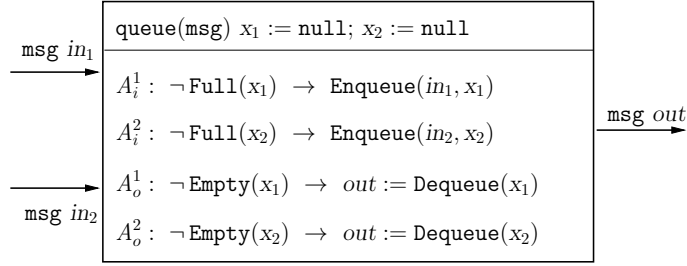 queue(msg) x₁ := null; x₂ := null
msg in₁
A¹ᵢ : ¬ Full(x₁) → Enqueue(in₁, x₁)
A²ᵢ : ¬ Full(x₂) → Enqueue(in₂, x₂)
msg out
A¹ₒ : ¬ Empty(x₁) → out := Dequeue(x₁)
msg in₂
A²ₒ : ¬ Empty(x₂) → out := Dequeue(x₂)